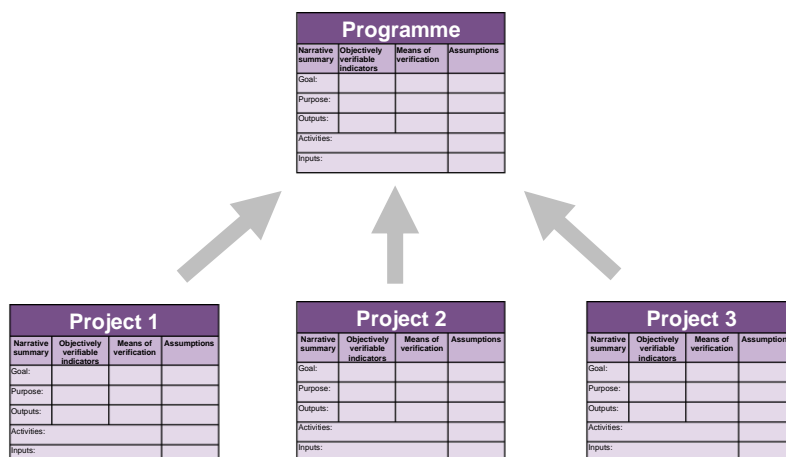 Programme
Narrative Objectively Means of Assumptions
summary verifiable verification
indicators
Goal:
Purpose:
Outputs:
Activities:
Inputs:
Project 1
Narrative Objectively Means of Assumptions
summary verifiable verification
indicators
Goal:
Purpose:
Outputs:
Activities:
Inputs:
Project 2
Narrative Objectively Means of Assumptions
summary verifiable verification
indicators
Goal:
Purpose:
Outputs:
Activities:
Inputs:
Project 3
Narrative Objectively Means of Assumptions
summary verifiable verification
indicators
Goal:
Purpose:
Outputs:
Activities:
Inputs: